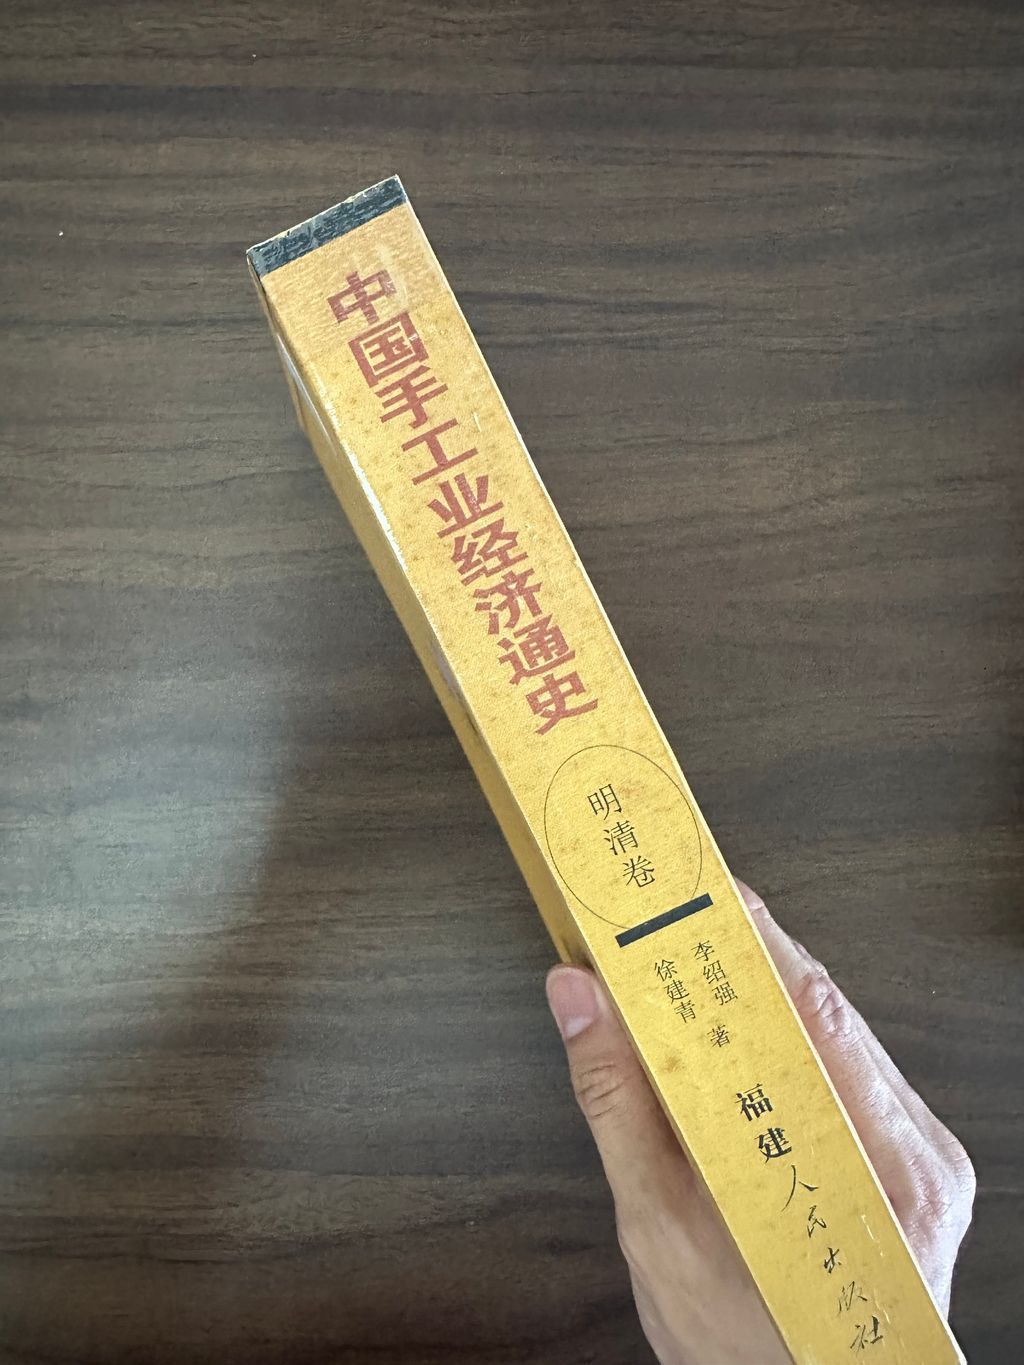 中国手工业经济通史
明清卷
李绍强
徐建青
著
福建人民出版社